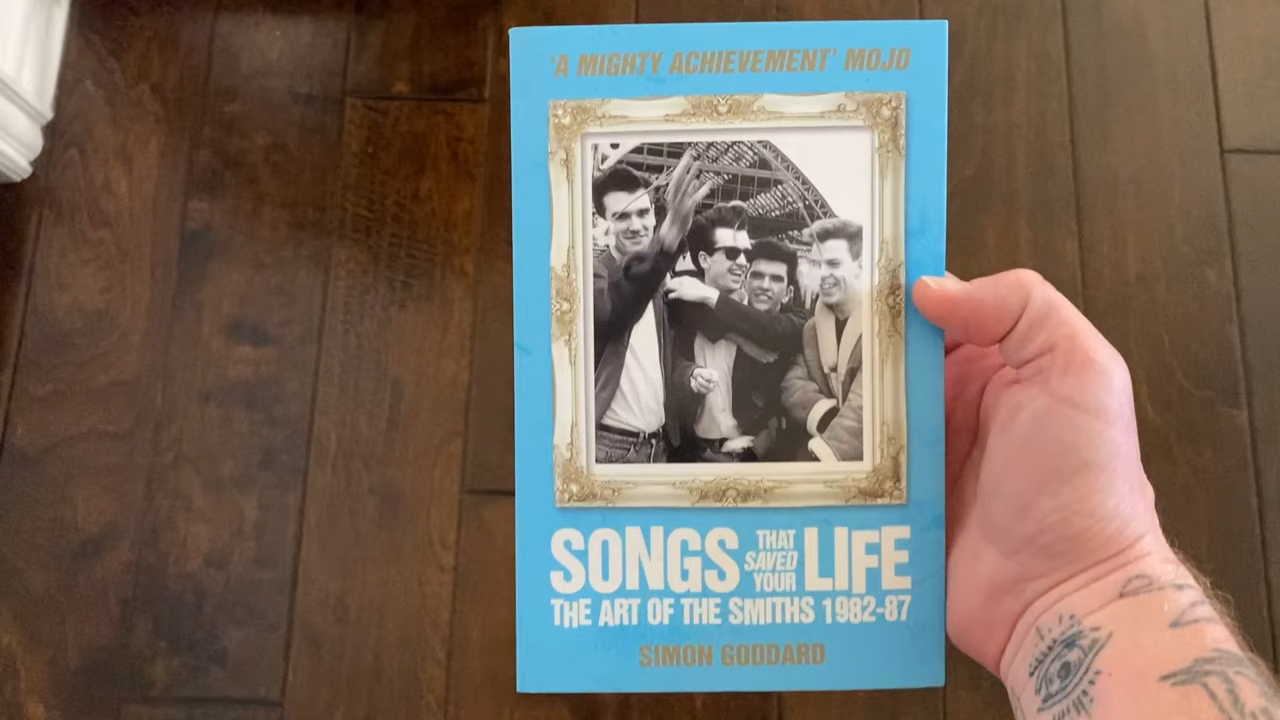 'A MIGHTY ACHIEVEMENT' MOJO
SONGS THAT SAVED YOUR LIFE
THE ART OF THE SMITHS 1982-87
SIMON GODDARD